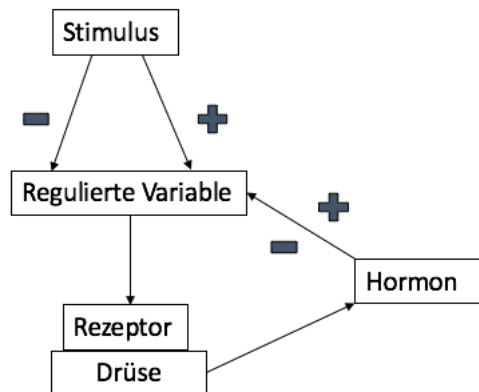 Stimulus
Regulierte Variable
Hormon
Rezeptor
Drüse